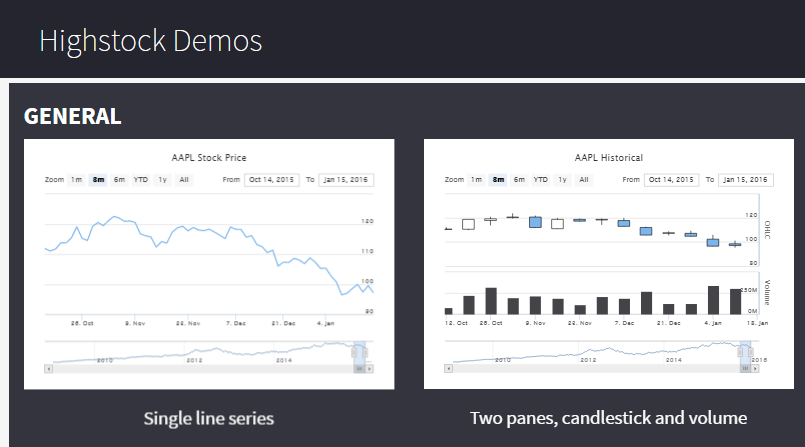 Highstock Demos
GENERAL
AAPL Stock Price
Zoom 1m 8m 6m YTD 1y All From Oct 14, 2015 To Jan 15, 2016
120
110
100
90
26. Oct 9. Nov 23. Nov 7. Dec 21. Dec 4. Jan
2010 2012 2014
Single line series
AAPL Historical
Zoom 1m 8m 6m YTD 1y All From Oct 14, 2015 To Jan 15, 2016
120
100
80
OHLC
250M
0M
Volume
12. Oct 26. Oct 9. Nov 23. Nov 7. Dec 21. Dec 4. Jan 18. Jan
2010 2012 2014 2016
Two panes, candlestick and volume